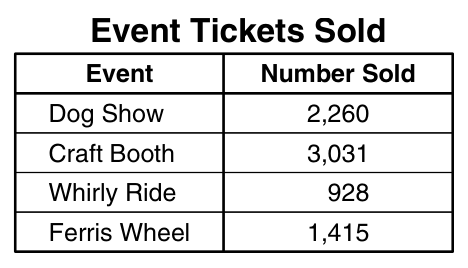 Event Tickets Sold
Event Number Sold
Dog Show 2,260
Craft Booth 3,031
Whirly Ride 928
Ferris Wheel 1,415